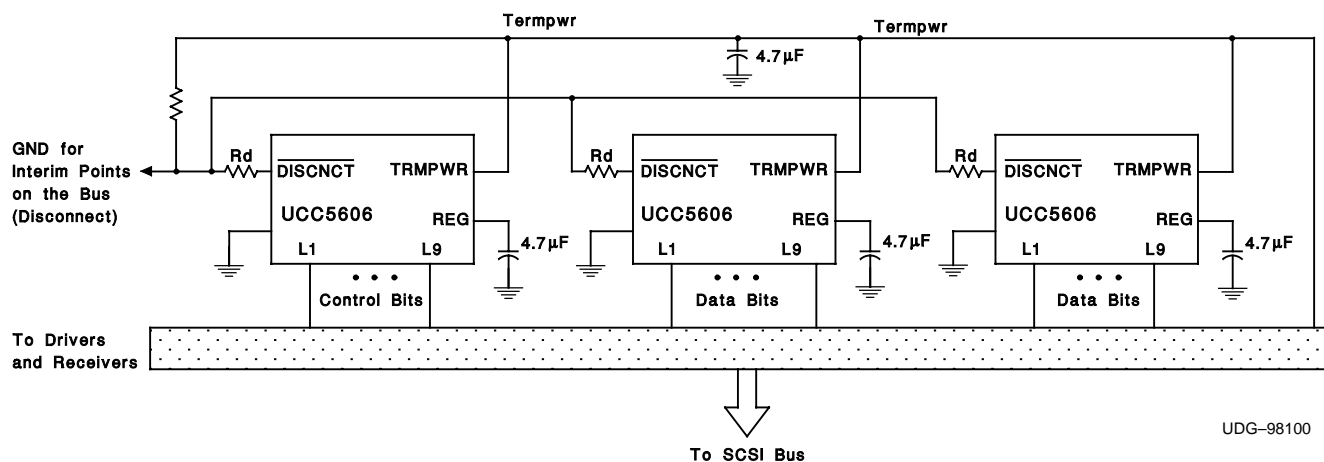 Termpwr
Termpwr
4.7µF
GND for
Interim Points
on the Bus
(Disconnect)
Rd
DISCNCT
TRMPWR
UCC5606
REG
L1
L9
4.7µF
Control Bits
Rd
DISCNCT
TRMPWR
UCC5606
REG
L1
L9
4.7µF
Data Bits
Rd
DISCNCT
TRMPWR
UCC5606
REG
L1
L9
4.7µF
Data Bits
To Drivers
and Receivers
To SCSI Bus
UDG–98100